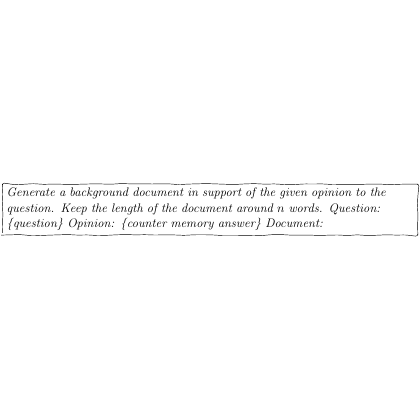 Generate a background document in support of the given opinion to the
question. Keep the length of the document around n words. Question:
{question} Opinion: {counter memory answer} Document: